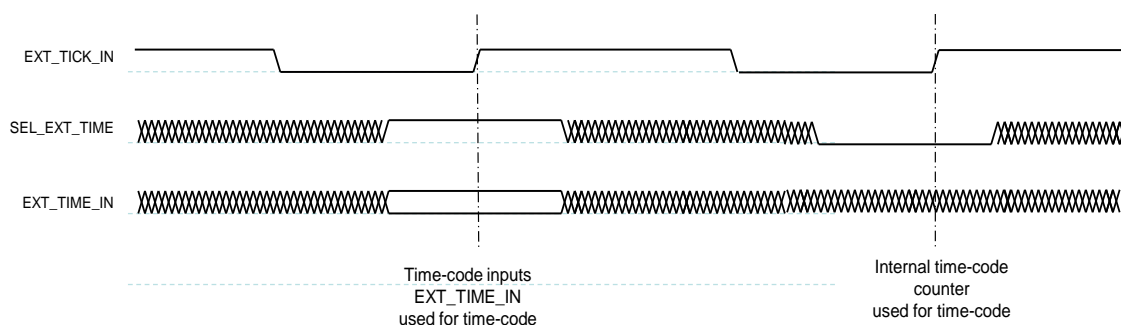 EXT_TICK_IN
SEL_EXT_TIME
EXT_TIME_IN
Time-code inputs
EXT_TIME_IN
used for time-code
Internal time-code
counter
used for time-code